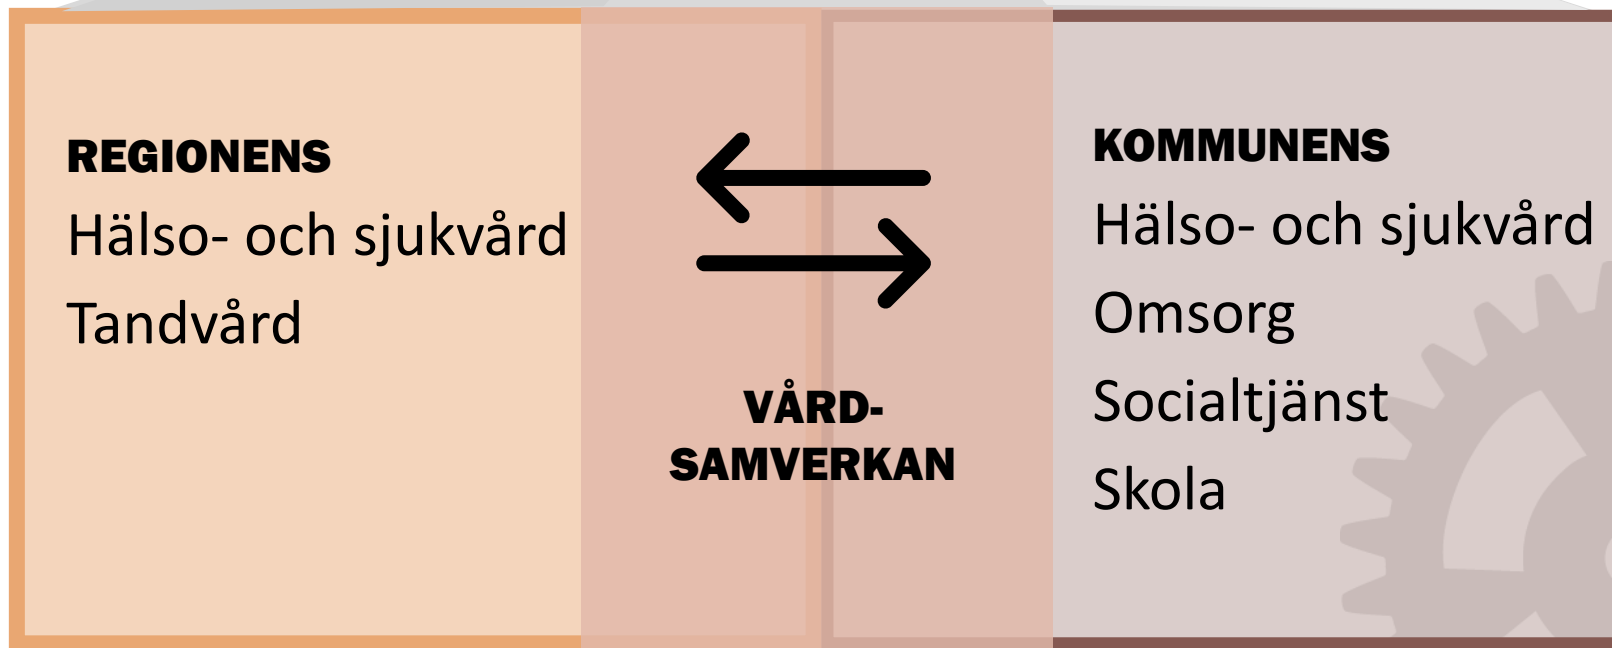 REGIONENS
Hälso- och sjukvård
Tandvård
VÅRD-
SAMVERKAN
KOMMUNENS
Hälso- och sjukvård
Omsorg
Socialtjänst
Skola